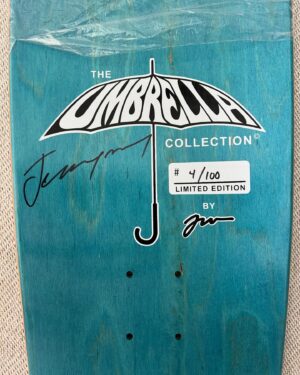 THE
UMBRELLA
COLLECTION©
# 4/100
LIMITED EDITION
BY